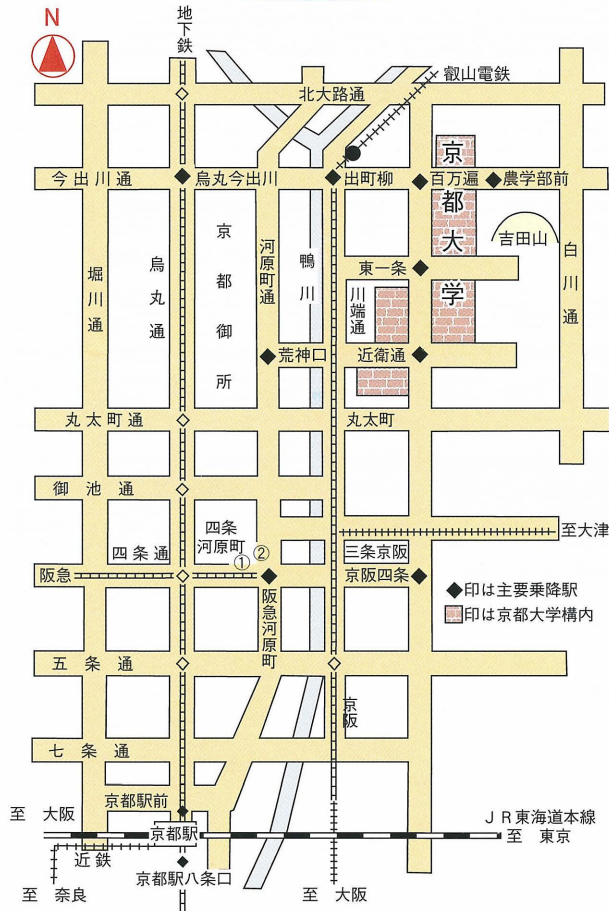 N
地下鉄
叡山電鉄
北大路通
京都大学
今出川通
烏丸今出川
出町柳
百万遍
農学部前
吉田山
白川通
堀川通
烏丸通
京都御所
河原町通
鴨川
川端通
東一条
荒神口
近衛通
丸太町通
丸太町
御池通
四条通
四条
河原町
①
②
三条京阪
至大津
阪急
阪急河原町
京阪四条
◆印は主要乗降駅
印は京都大学構内
五条通
京阪
七条通
京都駅前
至 大阪
京都駅
JR東海道本線
至 東京
近鉄
京都駅八条口
至 奈良
至 大阪